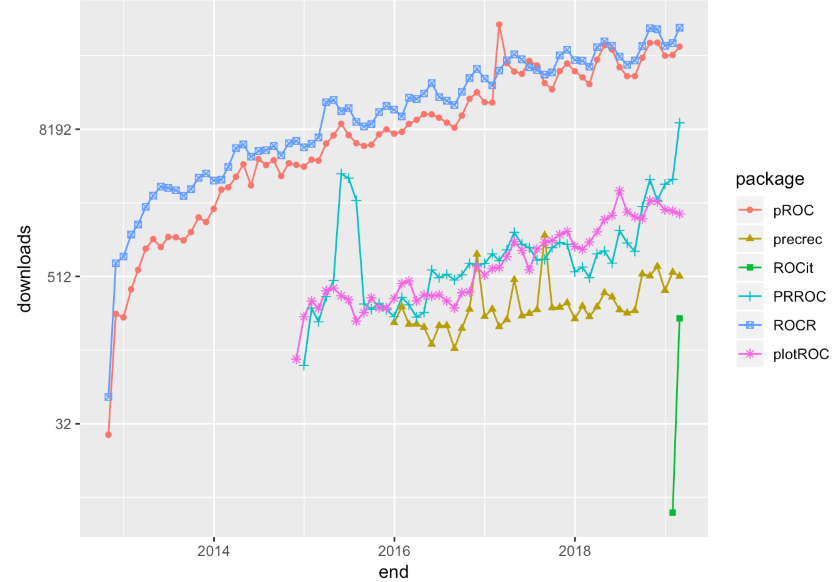 downloads
8192
512
32
2014
2016
2018
end
package
pROC
precrec
ROCit
PRROC
ROCR
plotROC